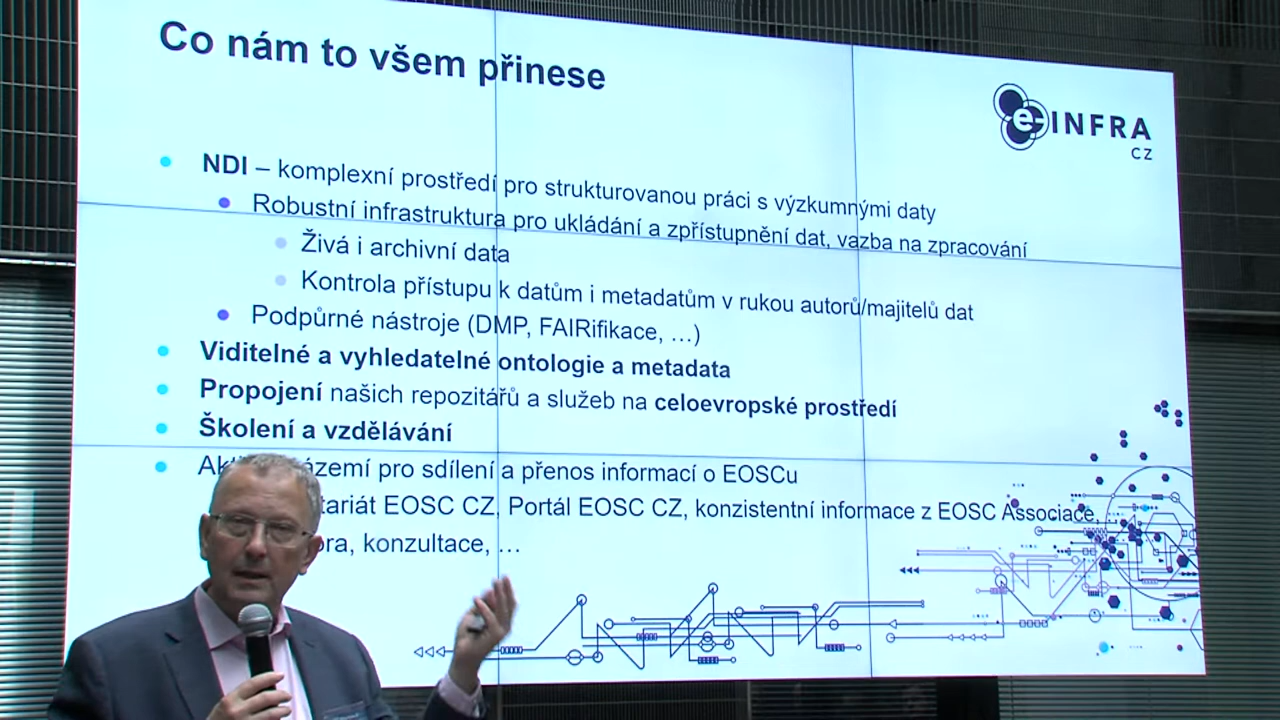 Co nám to všem přinese
e-INFRA
CZ
NDI – komplexní prostředí pro strukturovanou práci s výzkumnými daty
Robustní infrastruktura pro ukládání a zpřístupnění dat, vazba na zpracování
Živá i archivní data
Kontrola přístupu k datům i metadatům v rukou autorů/majitelů dat
Podpůrné nástroje (DMP, FAIRifikace, …)
Viditelné a vyhledatelné ontologie a metadata
Propojení našich repozitářů a služeb na celoevropské prostředí
Školení a vzdělávání
pro sdílení a přenos informací o EOSCu
EOSC CZ, Portál EOSC CZ, konzistentní informace z EOSC Associace,
konzultace, …